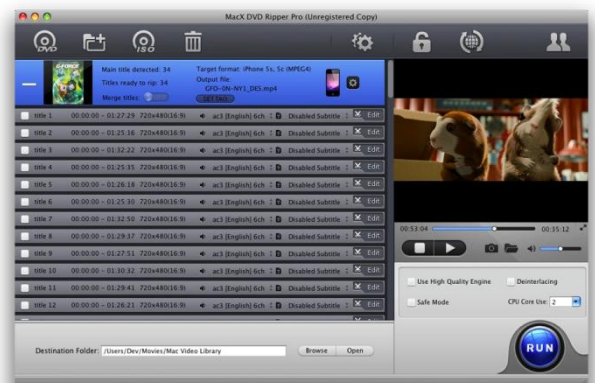 MacX DVD Ripper Pro (Unregistered Copy)
DVD
ISO
G-FORCE
Main title detected: 34
Titles ready to rip: 34
Merge titles:
Target format: iPhone 5s, 5c (MPEG4)
Output file:
GFO-0N-NY1_DES.mp4
title 1 00:00:00 - 01:27:29 720x480(16:9) ac3 [English] 6ch Disabled Subtitle Edit
title 2 00:00:00 - 01:25:16 720x480(16:9) ac3 [English] 6ch Disabled Subtitle Edit
title 3 00:00:00 - 01:32:22 720x480(16:9) ac3 [English] 6ch Disabled Subtitle Edit
title 4 00:00:00 - 01:25:35 720x480(16:9) ac3 [English] 6ch Disabled Subtitle Edit
title 5 00:00:00 - 01:26:18 720x480(16:9) ac3 [English] 6ch Disabled Subtitle Edit
title 6 00:00:00 - 01:25:30 720x480(16:9) ac3 [English] 6ch Disabled Subtitle Edit
title 7 00:00:00 - 01:32:50 720x480(16:9) ac3 [English] 6ch Disabled Subtitle Edit
title 8 00:00:00 - 01:29:37 720x480(16:9) ac3 [English] 6ch Disabled Subtitle Edit
title 9 00:00:00 - 01:27:51 720x480(16:9) ac3 [English] 6ch Disabled Subtitle Edit
title 10 00:00:00 - 01:30:32 720x480(16:9) ac3 [English] 6ch Disabled Subtitle Edit
title 11 00:00:00 - 01:29:41 720x480(16:9) ac3 [English] 6ch Disabled Subtitle Edit
title 12 00:00:00 - 01:26:21 720x480(16:9) ac3 [English] 6ch Disabled Subtitle Edit
00:53:04 00:35:12
Use High Quality Engine Deinterlacing
Safe Mode CPU Core Use: 2
Destination Folder: /Users/Dev/Movies/Mac Video Library Browse Open
RUN